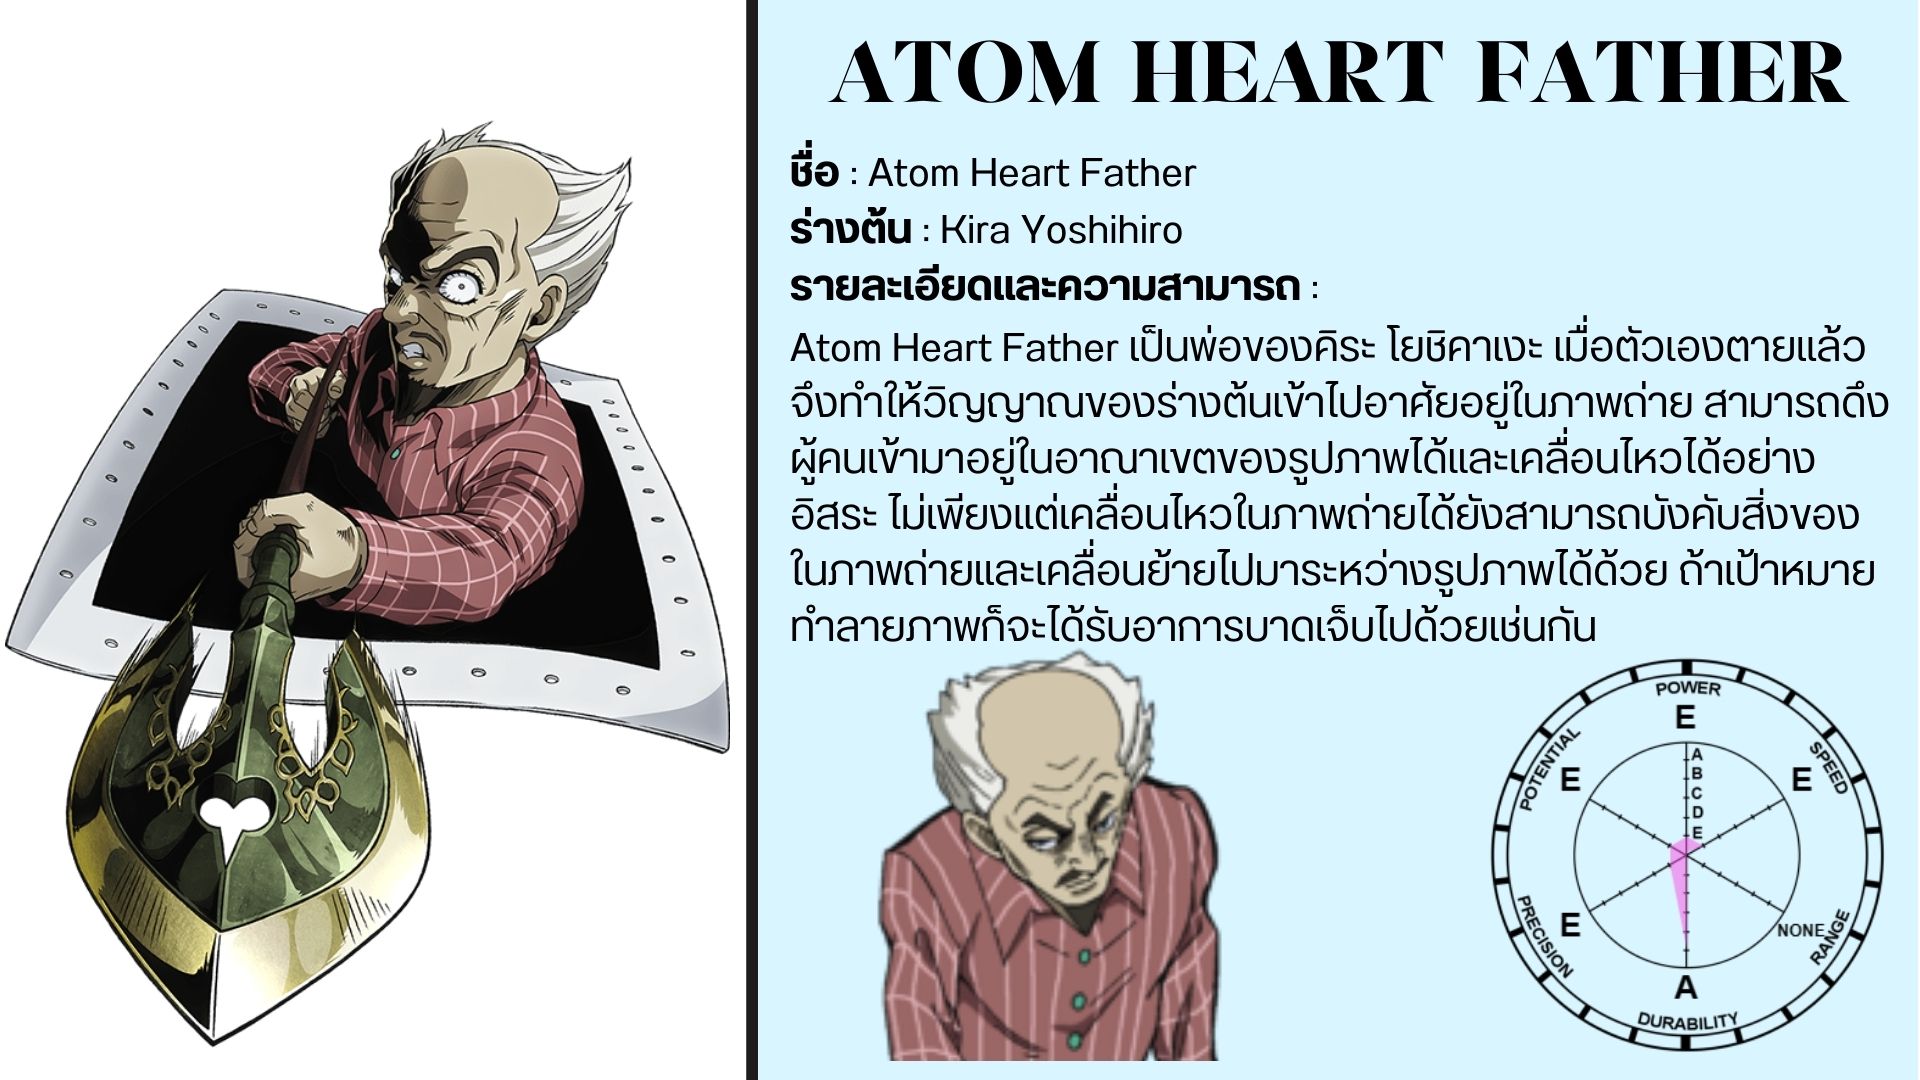 ATOM HEART FATHER
ชื่อ : Atom Heart Father
ร่างต้น : Kira Yoshihiro
รายละเอียดและความสามารถ :
Atom Heart Father เป็นพ่อของคิระ โยชิคาเงะ เมื่อตัวเองตายแล้ว
จึงทำให้วิญญาณของร่างต้นเข้าไปอาศัยอยู่ในภาพถ่าย สามารถดึง
ผู้คนเข้ามาอยู่ในอาณาเขตของรูปภาพได้และเคลื่อนไหวได้อย่าง
อิสระ ไม่เพียงแต่เคลื่อนไหวในภาพถ่ายได้ยังสามารถบังคับสิ่งของ
ในภาพถ่ายและเคลื่อนย้ายไปมาระหว่างรูปภาพได้ด้วย ถ้าเป้าหมาย
ทำลายภาพก็จะได้รับอาการบาดเจ็บไปด้วยเช่นกัน
POWER
E
POTENTIAL
E
A
B
C
D
E
SPEED
E
PRECISION
E
NONE
RANGE
A
DURABILITY